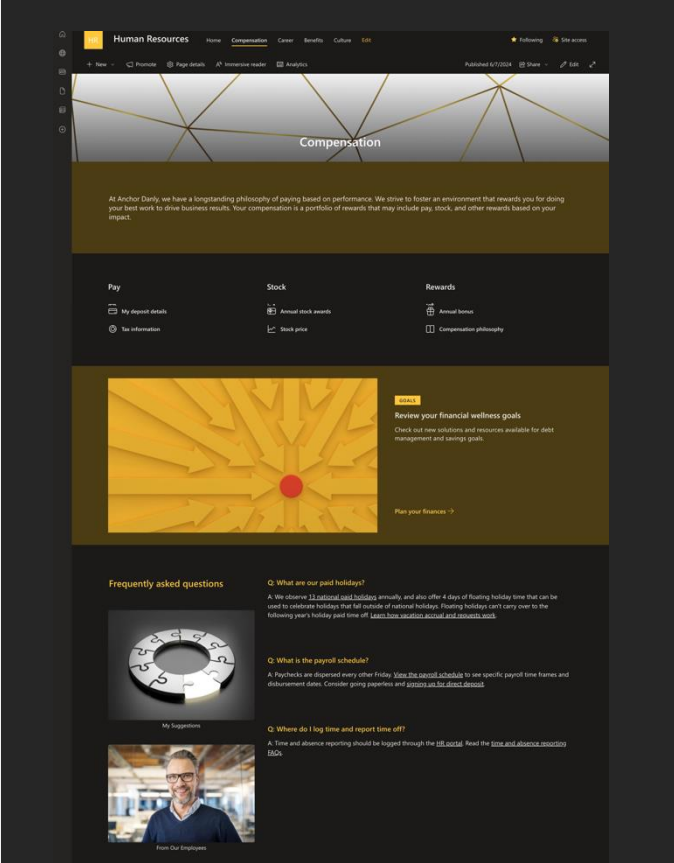 HR
Human Resources
Home Compensation Career Benefits Culture Edit
Following Site access
+ New Promote Page details Immersive reader Analytics
Published 6/7/2024 Share Edit
Compensation
At Anchor Danly, we have a longstanding philosophy of paying based on performance. We strive to foster an environment that rewards you for doing
your best work to drive business results. Your compensation is a portfolio of rewards that may include pay, stock, and other rewards based on your
impact.
Pay
My deposit details
Tax information
Stock
Annual stock awards
Stock price
Rewards
Annual bonus
Compensation philosophy
GOALS
Review your financial wellness goals
Check out new solutions and resources available for debt
management and savings goals.
Plan your finances →
Frequently asked questions
My Suggestions
From Our Employees
Q: What are our paid holidays?
A: We observe 13 national paid holidays annually, and also offer 4 days of floating holiday time that can be
used to celebrate holidays that fall outside of national holidays. Floating holidays can't carry over to the
following year's holiday paid time off. Learn how vacation accrual and requests work.
Q: What is the payroll schedule?
A: Paychecks are dispersed every other Friday. View the payroll schedule to see specific payroll time frames and
disbursement dates. Consider going paperless and signing up for direct deposit.
Q: Where do I log time and report time off?
A: Time and absence reporting should be logged through the HR portal. Read the time and absence reporting
FAQs.